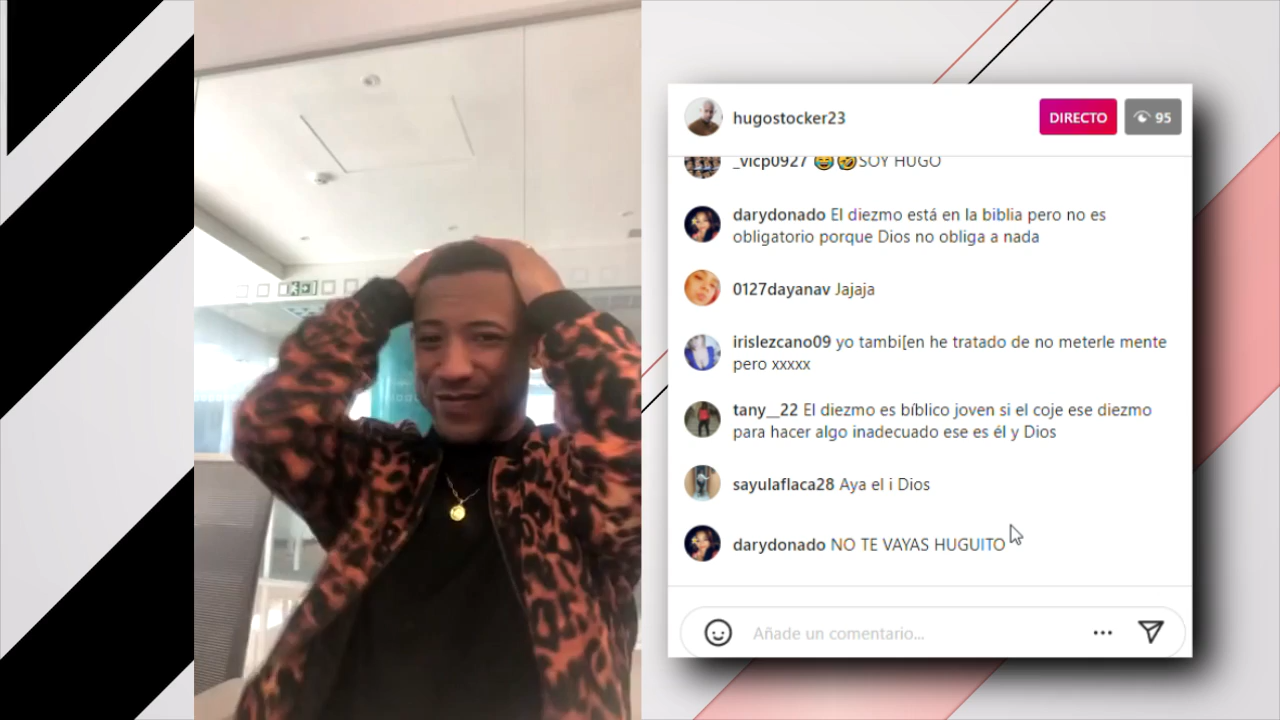 hugostocker23
DIRECTO
95
_vicp0927 😂🤣SOY HUGO
darydonado El diezmo está en la biblia pero no es
obligatorio porque Dios no obliga a nada
0127dayanav Jajaja
irislezcano09 yo tambi[en he tratado de no meterle mente
pero xxxxx
tany__22 El diezmo es bíblico joven si el coje ese diezmo
para hacer algo inadecuado ese es él y Dios
sayulaflaca28 Aya el i Dios
darydonado NO TE VAYAS HUGUITO
Añade un comentario...